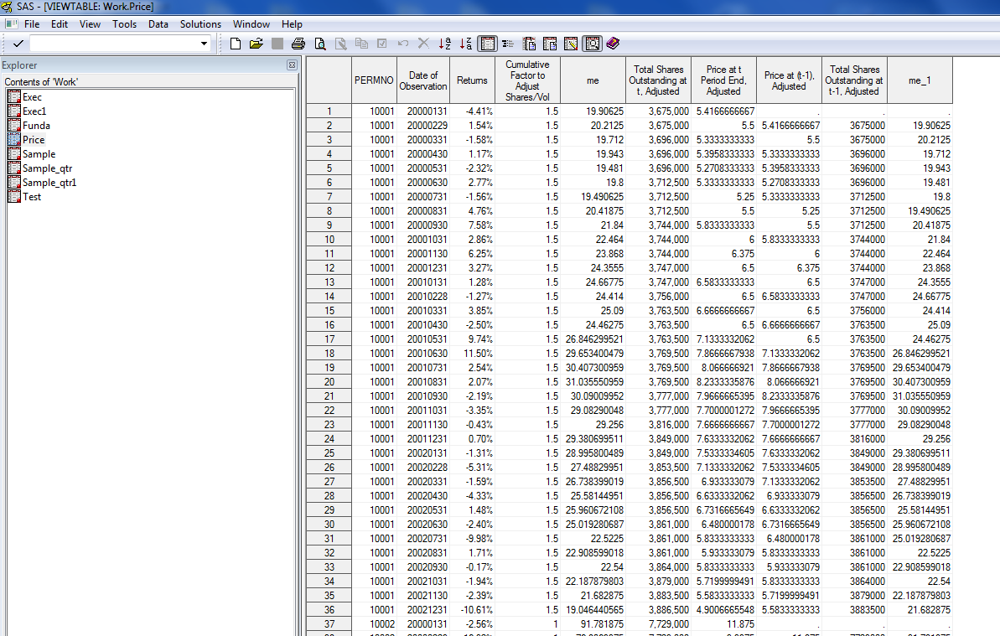 SAS - [VIEWTABLE: Work.Price]
File Edit View Tools Data Solutions Window Help
Explorer
Contents of 'Work'
Exec
Exec1
Funda
Price
Sample
Sample_qtr
Sample_qtr1
Test
PERMNO Date of Observation Returns Cumulative Factor to Adjust Shares/Vol me Total Shares Outstanding at t, Adjusted Price at t Period End, Adjusted Price at (t-1), Adjusted Total Shares Outstanding at t-1, Adjusted me_1
1 10001 20000131 -4.41% 1.5 19.90625 3,675,000 5.4166666667 . . .
2 10001 20000229 1.54% 1.5 20.2125 3,675,000 5.5 5.4166666667 3675000 19.90625
3 10001 20000331 -1.58% 1.5 19.712 3,696,000 5.3333333333 5.5 3675000 20.2125
4 10001 20000430 1.17% 1.5 19.943 3,696,000 5.3958333333 5.3333333333 3696000 19.712
5 10001 20000531 -2.32% 1.5 19.481 3,696,000 5.2708333333 5.3958333333 3696000 19.943
6 10001 20000630 2.77% 1.5 19.8 3,712,500 5.3333333333 5.2708333333 3696000 19.481
7 10001 20000731 -1.56% 1.5 19.490625 3,712,500 5.25 5.3333333333 3712500 19.8
8 10001 20000831 4.76% 1.5 20.41875 3,712,500 5.5 5.25 3712500 19.490625
9 10001 20000930 7.58% 1.5 21.84 3,744,000 5.8333333333 5.5 3712500 20.41875
10 10001 20001031 2.86% 1.5 22.464 3,744,000 6 5.8333333333 3744000 21.84
11 10001 20001130 6.25% 1.5 23.868 3,744,000 6.375 6 3744000 22.464
12 10001 20001231 3.27% 1.5 24.3555 3,747,000 6.5 6.375 3744000 23.868
13 10001 20010131 1.28% 1.5 24.66775 3,747,000 6.5833333333 6.5 3747000 24.3555
14 10001 20010228 -1.27% 1.5 24.414 3,756,000 6.5 6.5833333333 3747000 24.66775
15 10001 20010331 3.85% 1.5 25.09 3,763,500 6.6666666667 6.5 3756000 24.414
16 10001 20010430 -2.50% 1.5 24.46275 3,763,500 6.5 6.6666666667 3763500 25.09
17 10001 20010531 9.74% 1.5 26.846299521 3,763,500 7.1333332062 6.5 3763500 24.46275
18 10001 20010630 11.50% 1.5 29.653400479 3,769,500 7.8666667938 7.1333332062 3763500 26.846299521
19 10001 20010731 2.54% 1.5 30.407300959 3,769,500 8.066666921 7.8666667938 3769500 29.653400479
20 10001 20010831 2.07% 1.5 31.035550959 3,769,500 8.2333335876 8.066666921 3769500 30.407300959
21 10001 20010930 -2.19% 1.5 30.09009952 3,777,000 7.9666665395 8.2333335876 3769500 31.035550959
22 10001 20011031 -3.35% 1.5 29.08290048 3,777,000 7.7000001272 7.9666665395 3777000 30.09009952
23 10001 20011130 -0.43% 1.5 29.256 3,816,000 7.6666666667 7.7000001272 3777000 29.08290048
24 10001 20011231 0.70% 1.5 29.380699511 3,849,000 7.6333332062 7.6666666667 3816000 29.256
25 10001 20020131 -1.31% 1.5 28.995800489 3,849,000 7.5333334605 7.6333332062 3849000 29.380699511
26 10001 20020228 -5.31% 1.5 27.48829951 3,853,500 7.1333332062 7.5333334605 3849000 28.995800489
27 10001 20020331 -1.59% 1.5 26.738399019 3,856,500 6.933333079 7.1333332062 3853500 27.48829951
28 10001 20020430 -4.33% 1.5 25.58144951 3,856,500 6.6333332062 6.933333079 3856500 26.738399019
29 10001 20020531 1.48% 1.5 25.960672108 3,856,500 6.7316665649 6.6333332062 3856500 25.58144951
30 10001 20020630 -2.40% 1.5 25.019280687 3,861,000 6.480000178 6.7316665649 3856500 25.960672108
31 10001 20020731 -9.98% 1.5 22.5225 3,861,000 5.8333333333 6.480000178 3861000 25.019280687
32 10001 20020831 1.71% 1.5 22.908599018 3,861,000 5.933333079 5.8333333333 3861000 22.5225
33 10001 20020930 -0.17% 1.5 22.54 3,864,000 5.8333333333 5.933333079 3861000 22.908599018
34 10001 20021031 -1.94% 1.5 22.187879803 3,879,000 5.7199999491 5.8333333333 3864000 22.54
35 10001 20021130 -2.39% 1.5 21.682875 3,883,500 5.5833333333 5.7199999491 3879000 22.187879803
36 10001 20021231 -10.61% 1.5 19.046440565 3,886,500 4.9006665548 5.5833333333 3883500 21.682875
37 10002 20000131 -2.56% 1 91.781875 7,729,000 11.875 . . .